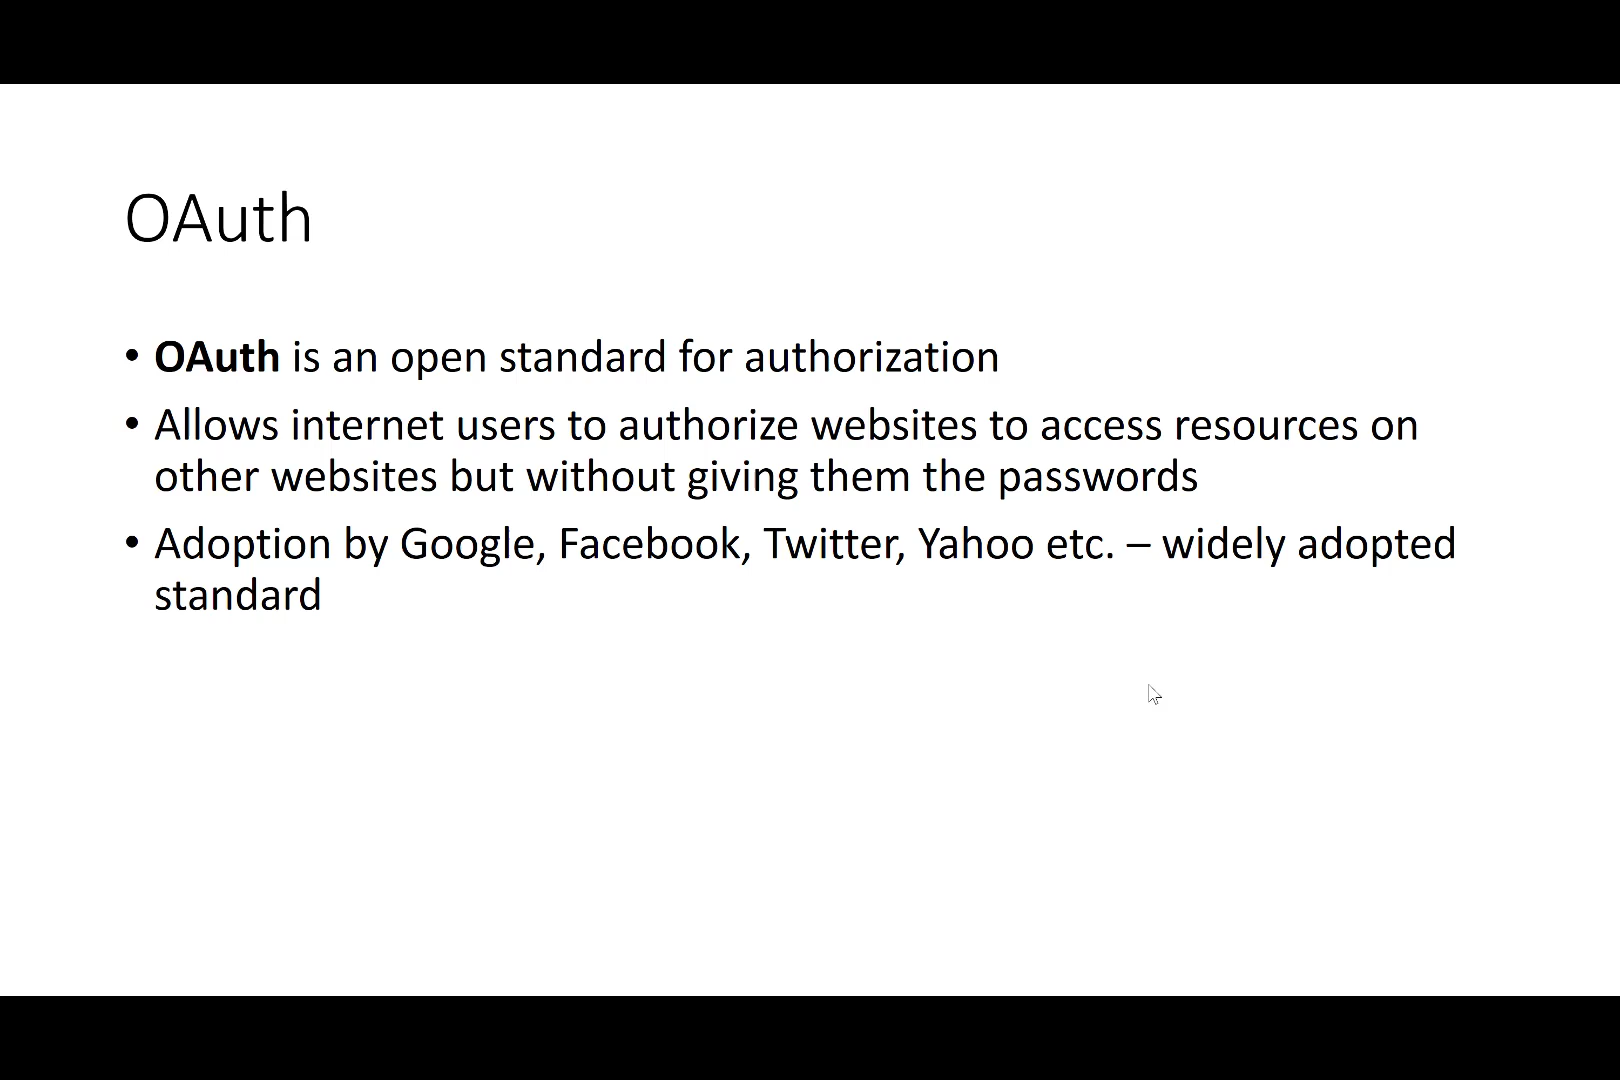 OAuth
• OAuth is an open standard for authorization
• Allows internet users to authorize websites to access resources on
other websites but without giving them the passwords
• Adoption by Google, Facebook, Twitter, Yahoo etc. – widely adopted
standard